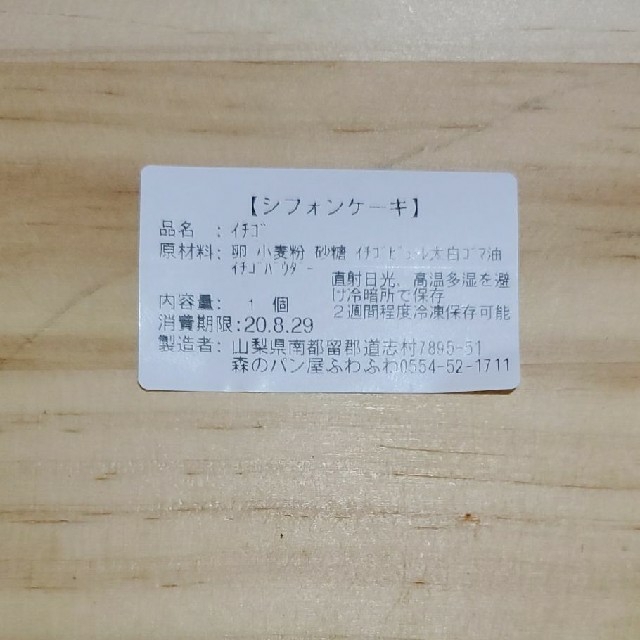 【シフォンケーキ】
品名 : イチゴ
原材料: 卵 小麦粉 砂糖 イチゴピュレ太白ゴマ油
イチゴパウダー
直射日光、高温多湿を避
け冷暗所で保存
内容量: 1 個
2週間程度冷凍保存可能
消費期限:20.8.29
製造者: 山梨県南都留郡道志村7895-51
森のパン屋ふわふわ0554-52-1711